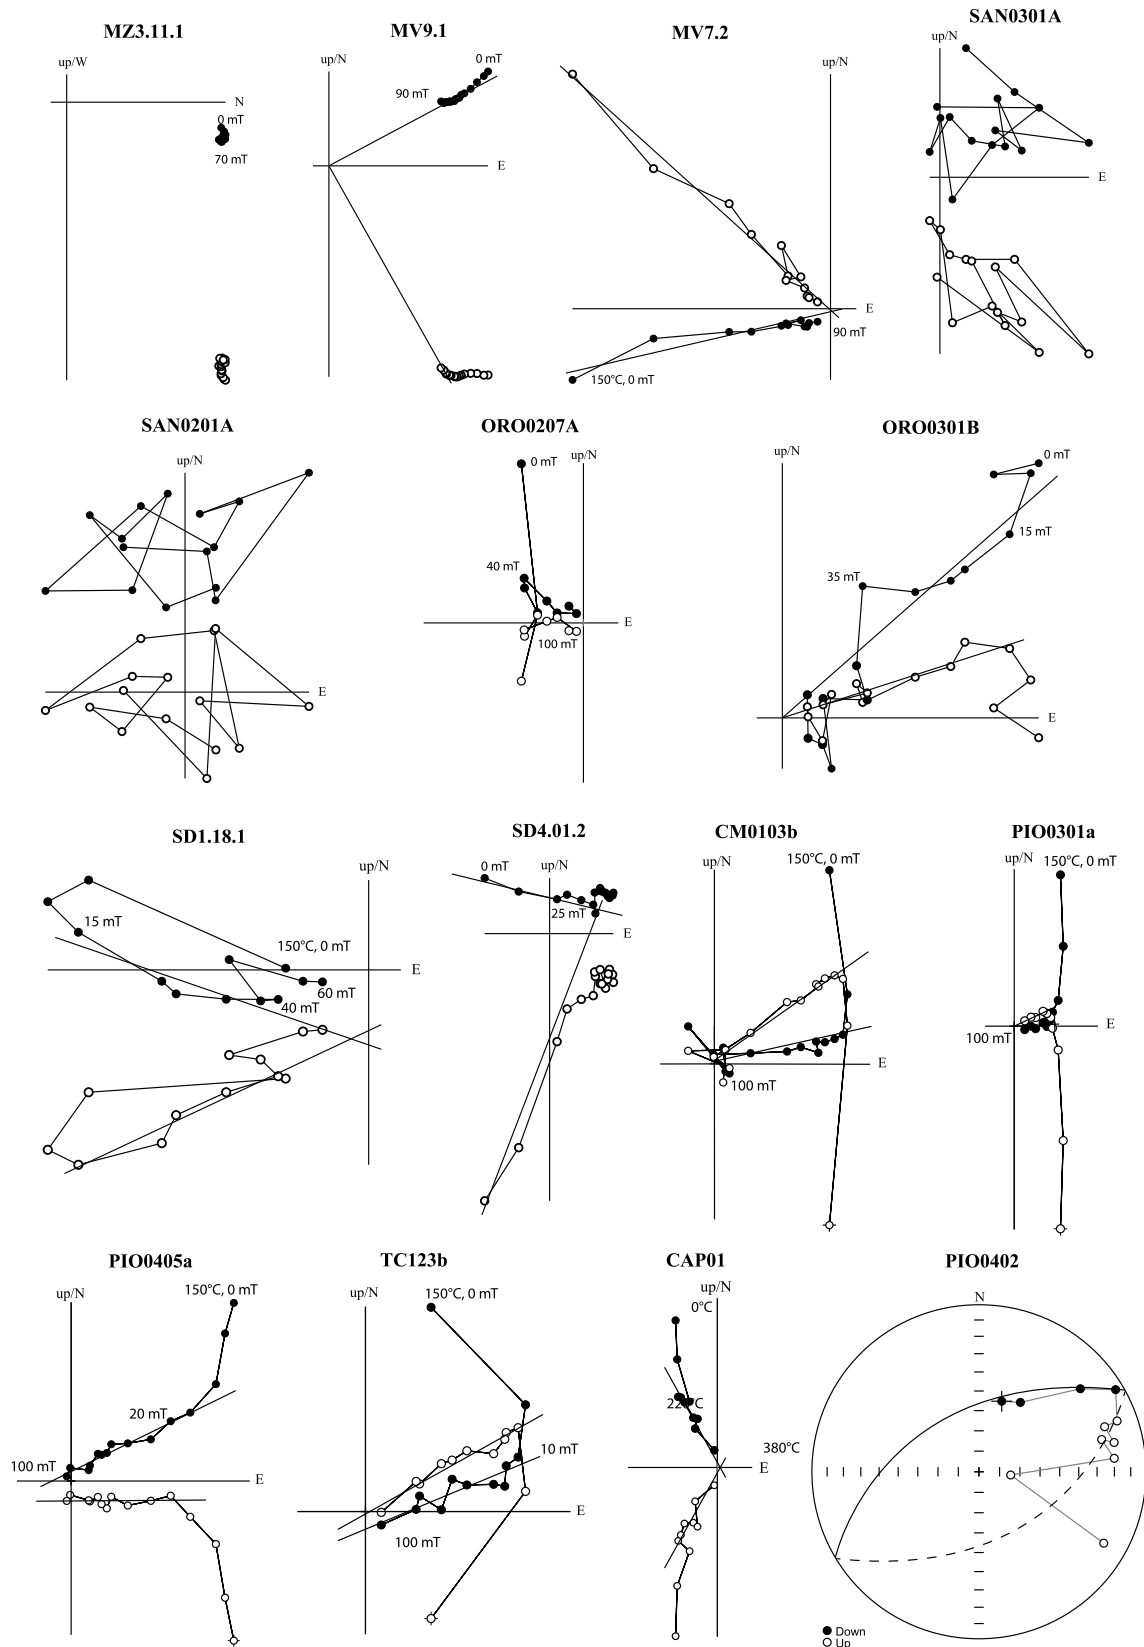 MZ3.11.1
up/W
N
0 mT
70 mT
MV9.1
up/N
0 mT
90 mT
E
MV7.2
up/N
E
90 mT
150°C, 0 mT
SAN0301A
up/N
E
SAN0201A
up/N
E
ORO0207A
up/N
0 mT
40 mT
E
100 mT
ORO0301B
up/N
0 mT
15 mT
35 mT
E
SD1.18.1
up/N
15 mT
150°C, 0 mT
E
60 mT
40 mT
SD4.01.2
up/N
0 mT
25 mT
E
CM0103b
150°C, 0 mT
up/N
E
100 mT
PIO0301a
up/N
150°C, 0 mT
E
100 mT
PIO0405a
150°C, 0 mT
up/N
20 mT
100 mT
E
TC123b
up/N
150°C, 0 mT
10 mT
E
100 mT
CAP01
up/N
0°C
220°C
380°C
E
PIO0402
N
Down
Up